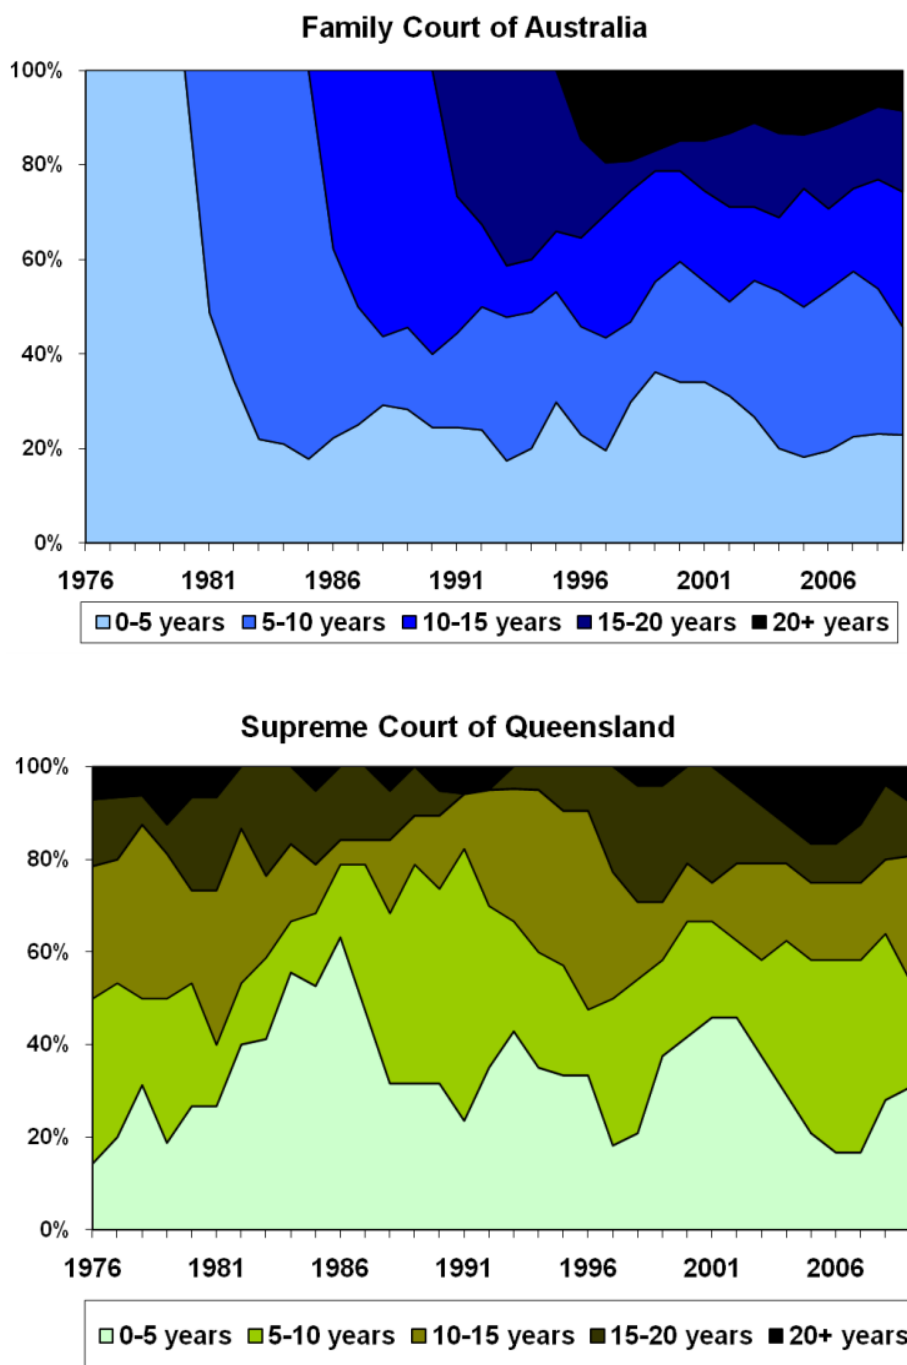 Family Court of Australia
100%
80%
60%
40%
20%
0%
1976 1981 1986 1991 1996 2001 2006
0-5 years 5-10 years 10-15 years 15-20 years 20+ years
Supreme Court of Queensland
100%
80%
60%
40%
20%
0%
1976 1981 1986 1991 1996 2001 2006
0-5 years 5-10 years 10-15 years 15-20 years 20+ years